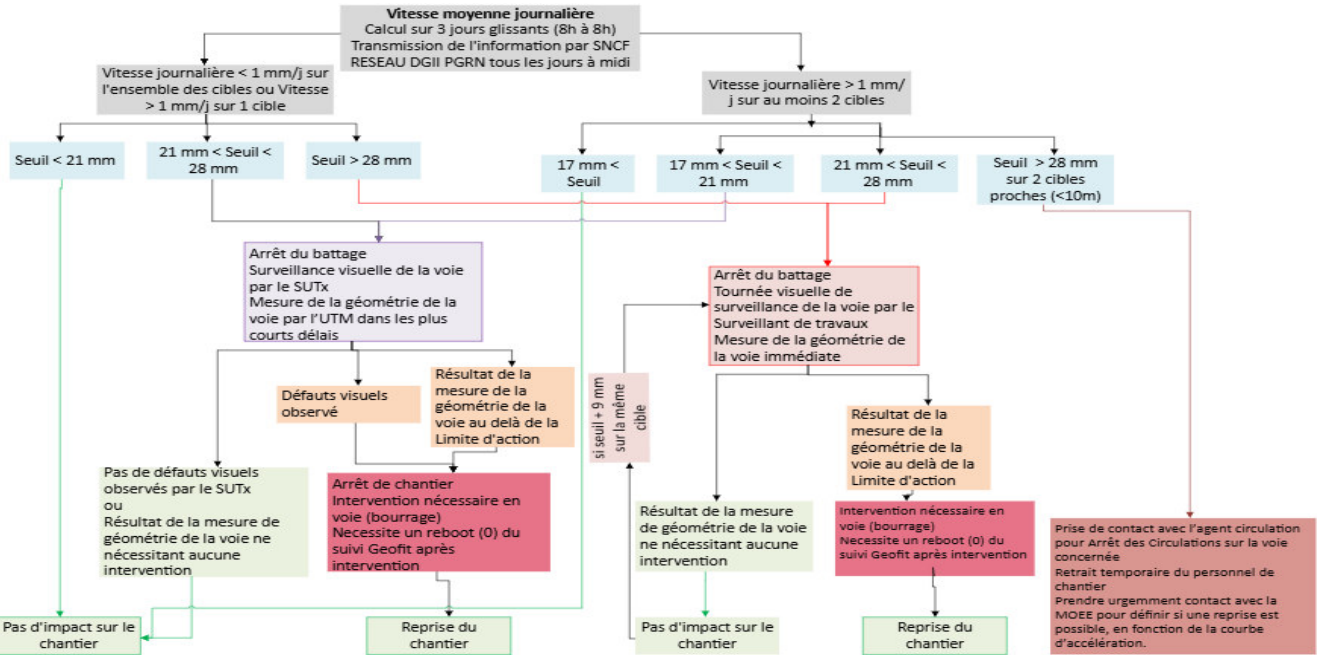 Vitesse moyenne journalière
Calcul sur 3 jours glissants (8h à 8h)
Transmission de l'information par SNCF
RESEAU DGII PGRN tous les jours à midi
Vitesse journalière < 1 mm/j sur
l'ensemble des cibles ou Vitesse
> 1 mm/j sur 1 cible
Vitesse journalière > 1 mm/
j sur au moins 2 cibles
Seuil < 21 mm
21 mm < Seuil <
28 mm
Seuil > 28 mm
17 mm <
Seuil
17 mm < Seuil <
21 mm
21 mm < Seuil <
28 mm
Seuil > 28 mm
sur 2 cibles
proches (<10m)
Arrêt du battage
Surveillance visuelle de la voie
par le SUTx
Mesure de la géométrie de la
voie par l'UTM dans les plus
courts délais
Arrêt du battage
Tournée visuelle de
surveillance de la voie par le
Surveillant de travaux
Mesure de la géométrie de
la voie immédiate
Défauts visuels
observé
Résultat de la
mesure de la
géométrie de la
voie au delà de la
Limite d'action
si seuil + 9 mm
sur la même
cible
Résultat de la
mesure de la
géométrie de la
voie au delà de la
Limite d'action
Pas de défauts visuels
observés par le SUTx
ou
Résultat de la mesure de
géométrie de la voie ne
nécessitant aucune
intervention
Arrêt de chantier
Intervention nécessaire en
voie (bourrage)
Necessite un reboot (0) du
suivi Geofit après
intervention
Résultat de la mesure
de géométrie de la voie
ne nécessitant aucune
intervention
Intervention nécessaire en
voie (bourrage)
Necessite un reboot (0) du
suivi Geofit après intervention
Prise de contact avec l'agent circulation
pour Arrêt des Circulations sur la voie
concernée
Retrait temporaire du personnel de
chantier
Prendre urgemment contact avec la
MOEE pour définir si une reprise est
possible, en fonction de la courbe
d'accélération.
Pas d'impact sur le
chantier
Reprise du
chantier
Pas d'impact sur le
chantier
Reprise du
chantier